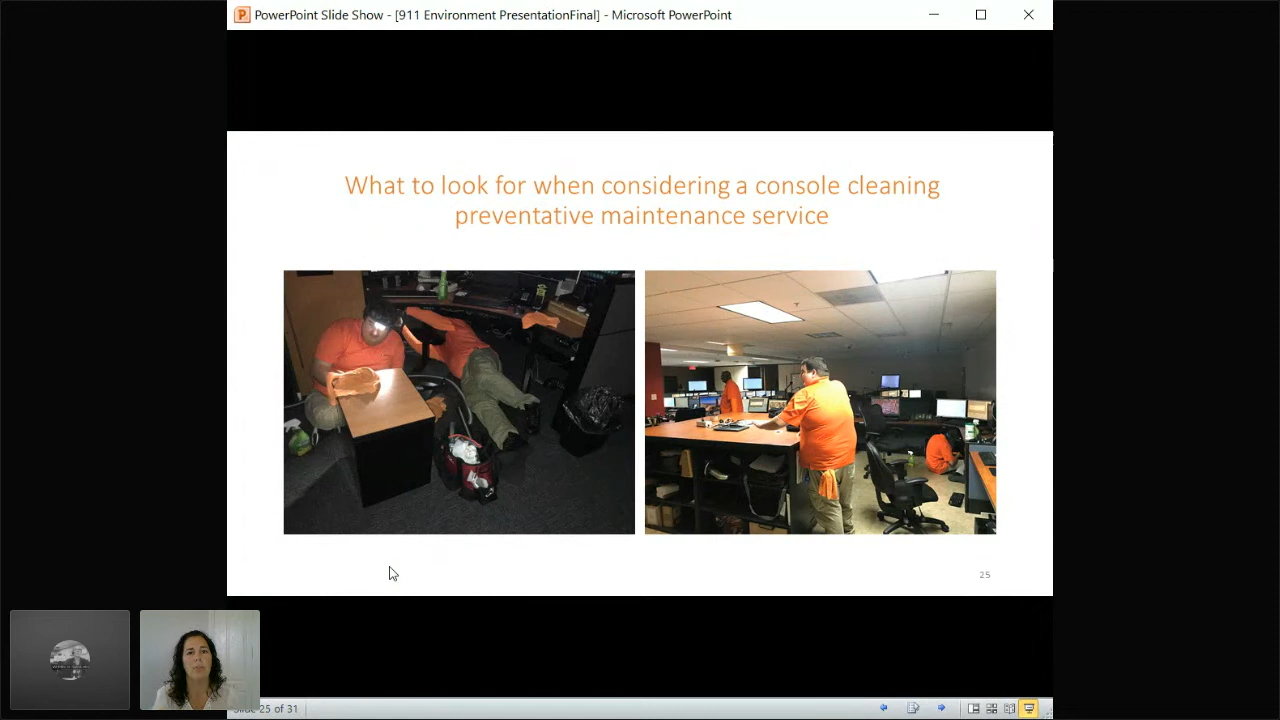 PowerPoint Slide Show - [911 Environment PresentationFinal] - Microsoft PowerPoint
What to look for when considering a console cleaning
preventative maintenance service
25
Slide 25 of 31